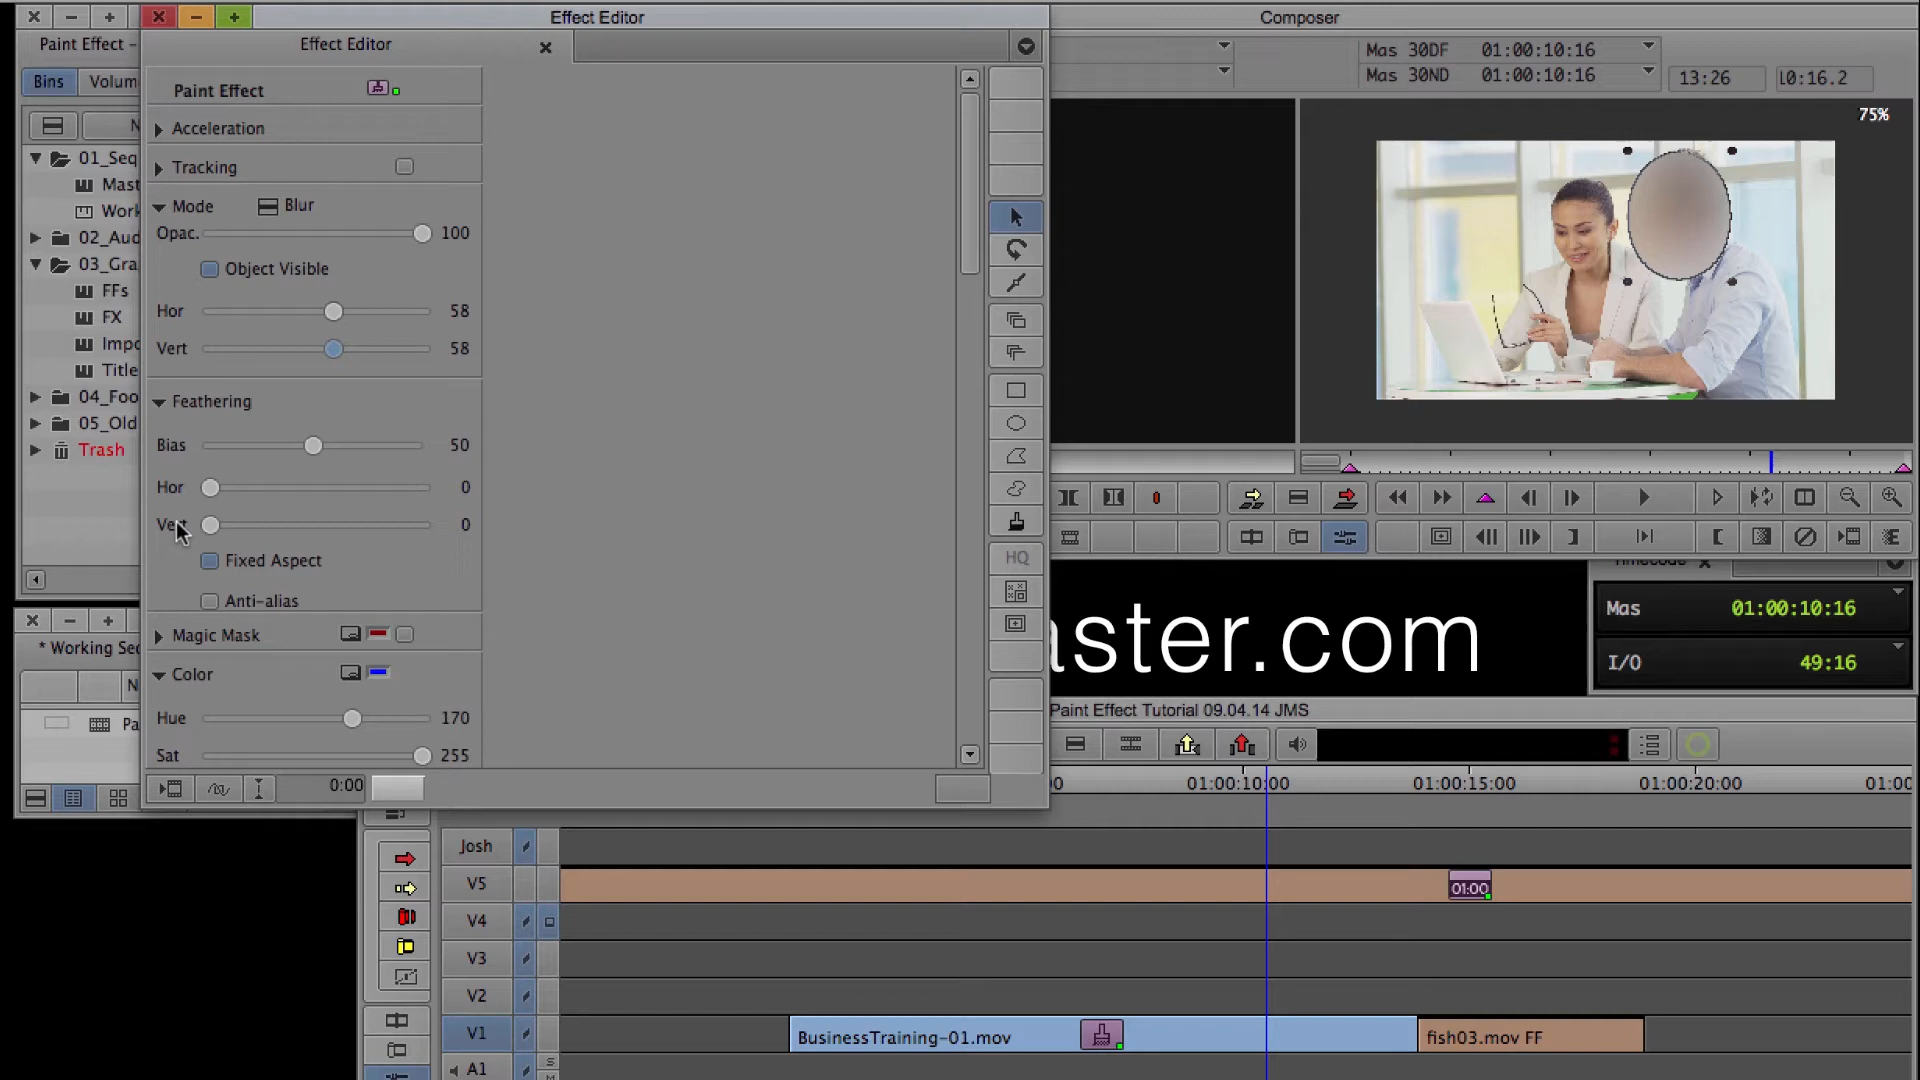 Effect Editor
Composer
Paint Effect -
Effect Editor
Mas 30DF 01:00:10:16
Mas 30ND 01:00:10:16
13:26
Bins
Volum
Paint Effect
75%
Acceleration
N
01_Seq
Tracking
Mast
Mode
Blur
Work
Opac.
100
02_Aud
03_Gra
Object Visible
FFs
Hor
58
FX
Impo
Vert
58
Title
04_Foo
Feathering
05_Old
Bias
50
Trash
Hor
0
0
Fixed Aspect
HQ
Anti-alias
Mas 01:00:10:16
aster.com
Magic Mask
* Working Sec
I/O 49:16
Color
N
Paint Effect Tutorial 09.04.14 JMS
Hue
170
Pa
Sat
255
0:00
01:00:10:00
01:00:15:00
01:00:20:00
01:00
Josh
V5
01:00
V4
V3
V2
V1
BusinessTraining-01.mov
fish03.mov FF
A1
S
M